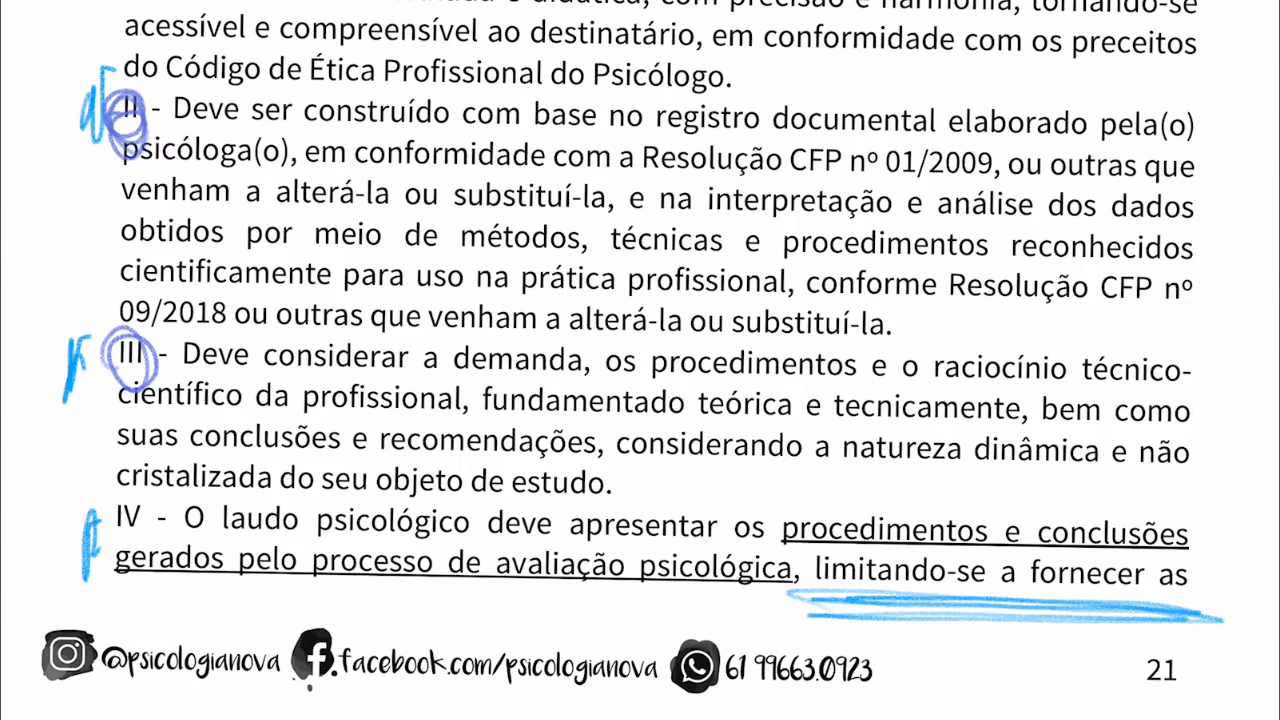 acessível e compreensível ao destinatário, em conformidade com os preceitos
do Código de Ética Profissional do Psicólogo.
II - Deve ser construído com base no registro documental elaborado pela(o)
psicóloga(o), em conformidade com a Resolução CFP nº 01/2009, ou outras que
venham a alterá-la ou substituí-la, e na interpretação e análise dos dados
obtidos por meio de métodos, técnicas e procedimentos reconhecidos
cientificamente para uso na prática profissional, conforme Resolução CFP nº
09/2018 ou outras que venham a alterá-la ou substituí-la.
III - Deve considerar a demanda, os procedimentos e o raciocínio técnico-
científico da profissional, fundamentado teórica e tecnicamente, bem como
suas conclusões e recomendações, considerando a natureza dinâmica e não
cristalizada do seu objeto de estudo.
IV - O laudo psicológico deve apresentar os procedimentos e conclusões
gerados pelo processo de avaliação psicológica, limitando-se a fornecer as
@psicologianova facebook.com/psicologianova 61 99663.0923 21